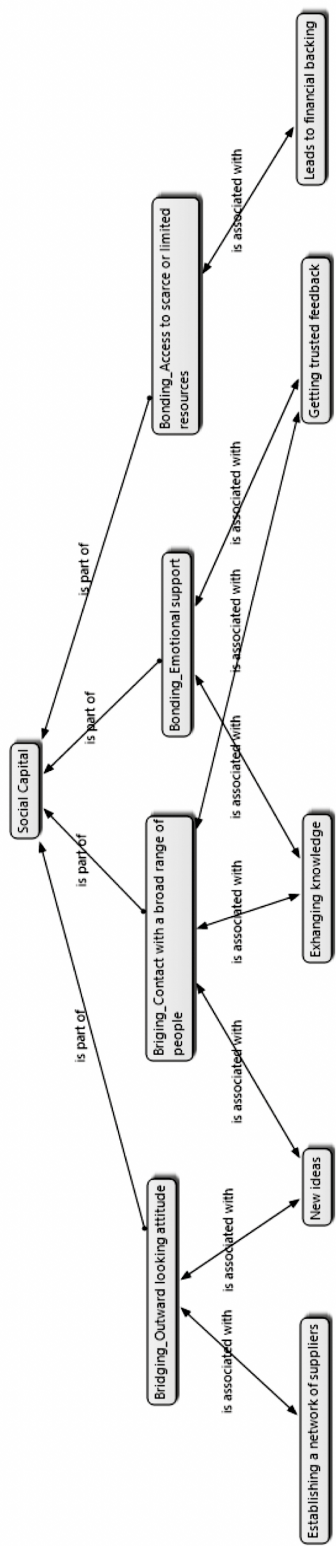 Social Capital
is part of
is part of
is part of
is part of
Bridging_Outward looking attitude
Briging_Contact with a broad range of
people
Bonding_Emotional support
Bonding_Access to scarce or limited
resources
is associated with
is associated with
is associated with
is associated with
is associated with
is associated with
is associated with
is associated with
Establishing a network of suppliers
New ideas
Exhanging knowledge
Getting trusted feedback
Leads to financial backing